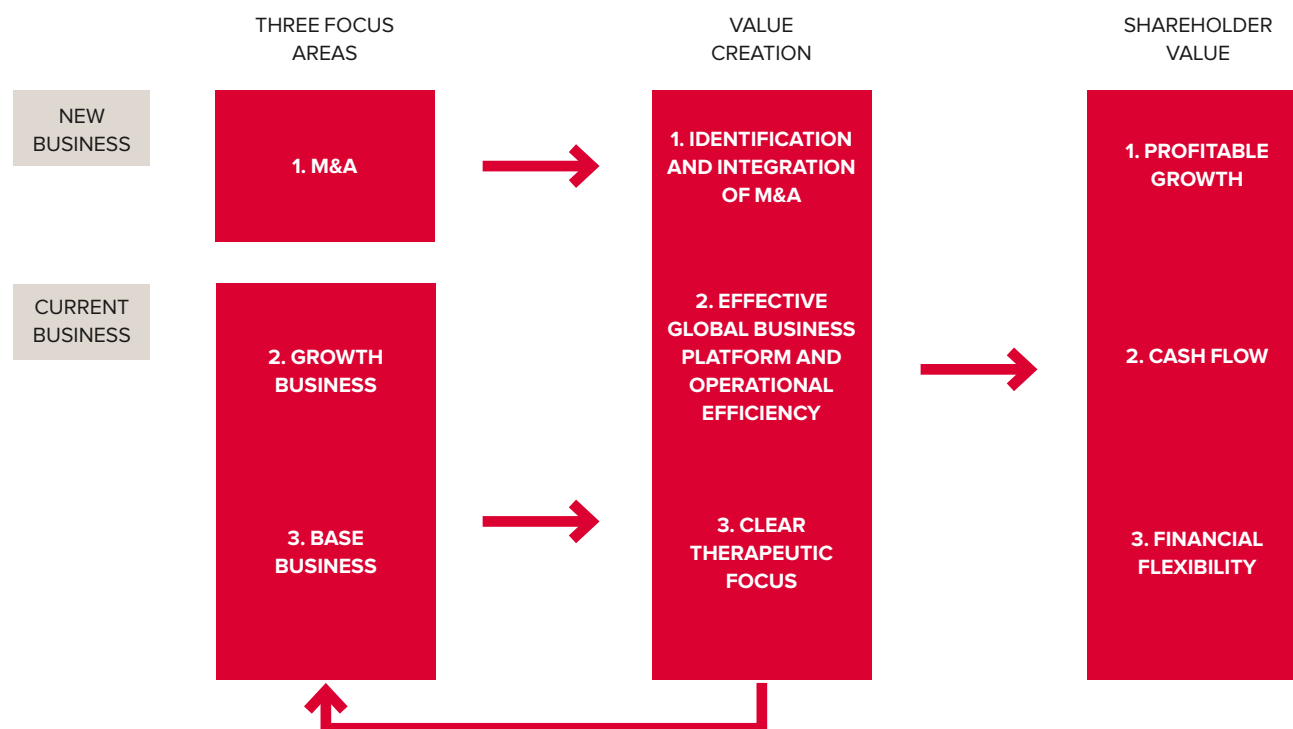 THREE FOCUS
AREAS
VALUE
CREATION
SHAREHOLDER
VALUE
NEW
BUSINESS
1. M&A
1. IDENTIFICATION
AND INTEGRATION
OF M&A
1. PROFITABLE
GROWTH
CURRENT
BUSINESS
2. GROWTH
BUSINESS
2. EFFECTIVE
GLOBAL BUSINESS
PLATFORM AND
OPERATIONAL
EFFICIENCY
2. CASH FLOW
3. BASE
BUSINESS
3. CLEAR
THERAPEUTIC
FOCUS
3. FINANCIAL
FLEXIBILITY